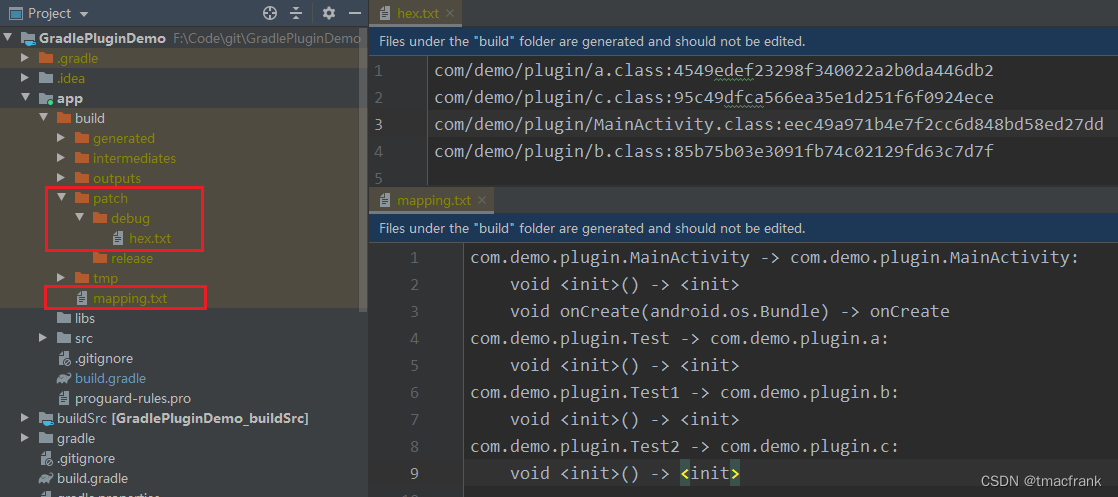 Project
GradlePluginDemo F:\Code\git\GradlePluginDemo
.gradle
.idea
app
build
generated
intermediates
outputs
patch
debug
hex.txt
release
tmp
mapping.txt
libs
src
.gitignore
build.gradle
proguard-rules.pro
buildSrc [GradlePluginDemo_buildSrc]
gradle
.gitignore
build.gradle
gradle.properties
hex.txt
Files under the "build" folder are generated and should not be edited.
1 com/demo/plugin/a.class:4549edef23298f340022a2b0da446db2
2 com/demo/plugin/c.class:95c49dfca566ea35e1d251f6f0924ece
3 com/demo/plugin/MainActivity.class:eec49a971b4e7f2cc6d848bd58ed27dd
4 com/demo/plugin/b.class:85b75b03e3091fb74c02129fd63c7d7f
5
mapping.txt
Files under the "build" folder are generated and should not be edited.
1 com.demo.plugin.MainActivity -> com.demo.plugin.MainActivity:
2 void <init>() -> <init>
3 void onCreate(android.os.Bundle) -> onCreate
4 com.demo.plugin.Test -> com.demo.plugin.a:
5 void <init>() -> <init>
6 com.demo.plugin.Test1 -> com.demo.plugin.b:
7 void <init>() -> <init>
8 com.demo.plugin.Test2 -> com.demo.plugin.c:
9 void <init>() -> <init>
CSDN @tmacfrank